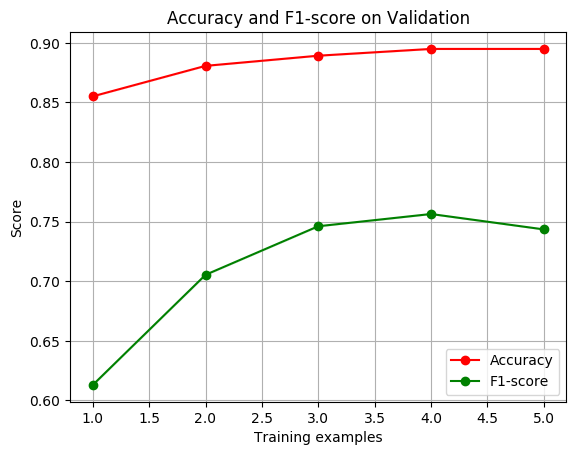 Accuracy and F1-score on Validation
0.90
0.85
0.80
0.75
0.70
0.65
0.60
Score
1.0 1.5 2.0 2.5 3.0 3.5 4.0 4.5 5.0
Training examples
Accuracy
F1-score